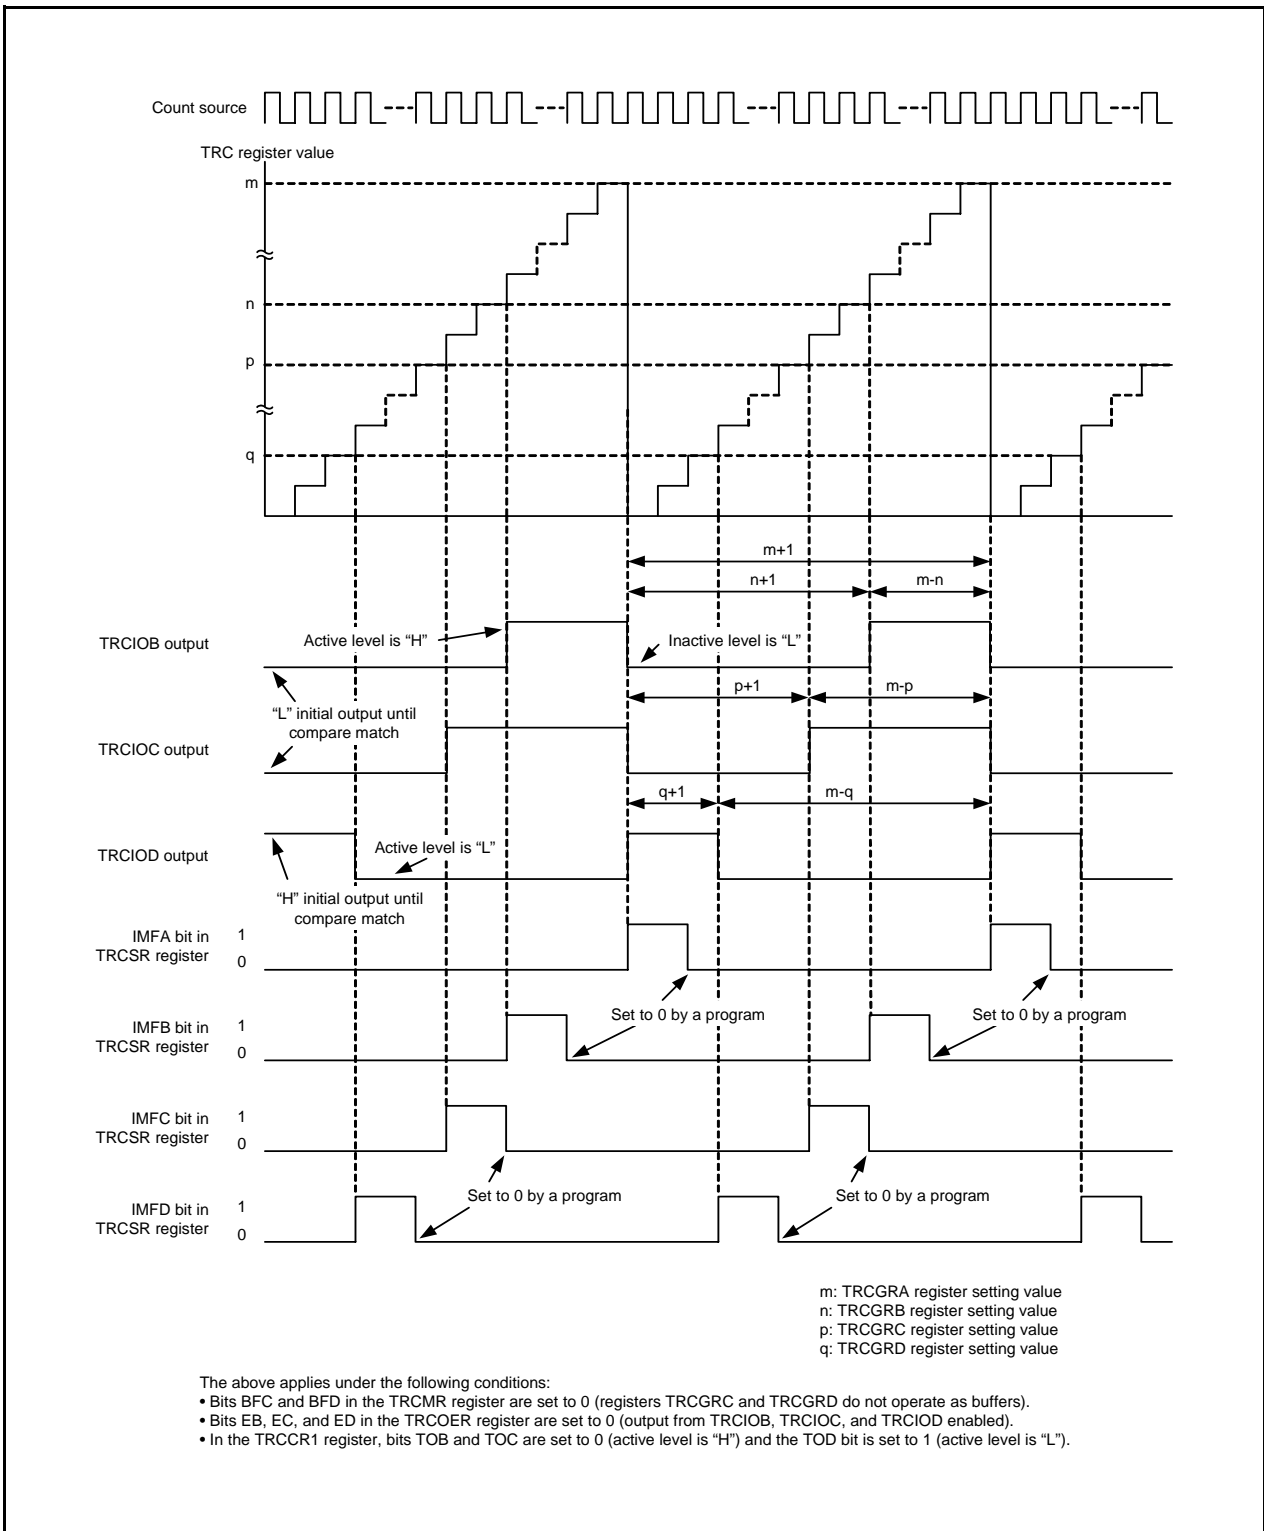 Count source
TRC register value
m
n
p
q
m+1
n+1
m-n
TRCIOB output
Active level is “H”
Inactive level is “L”
p+1
m-p
“L” initial output until
compare match
TRCIOC output
q+1
m-q
TRCIOD output
Active level is “L”
“H” initial output until
compare match
IMFA bit in
TRCSR register
1
0
Set to 0 by a program
Set to 0 by a program
IMFB bit in
TRCSR register
1
0
IMFC bit in
TRCSR register
1
0
Set to 0 by a program
Set to 0 by a program
IMFD bit in
TRCSR register
1
0
m: TRCGRA register setting value
n: TRCGRB register setting value
p: TRCGRC register setting value
q: TRCGRD register setting value
The above applies under the following conditions:
• Bits BFC and BFD in the TRCMR register are set to 0 (registers TRCGRC and TRCGRD do not operate as buffers).
• Bits EB, EC, and ED in the TRCOER register are set to 0 (output from TRCIOB, TRCIOC, and TRCIOD enabled).
• In the TRCCR1 register, bits TOB and TOC are set to 0 (active level is “H”) and the TOD bit is set to 1 (active level is “L”).